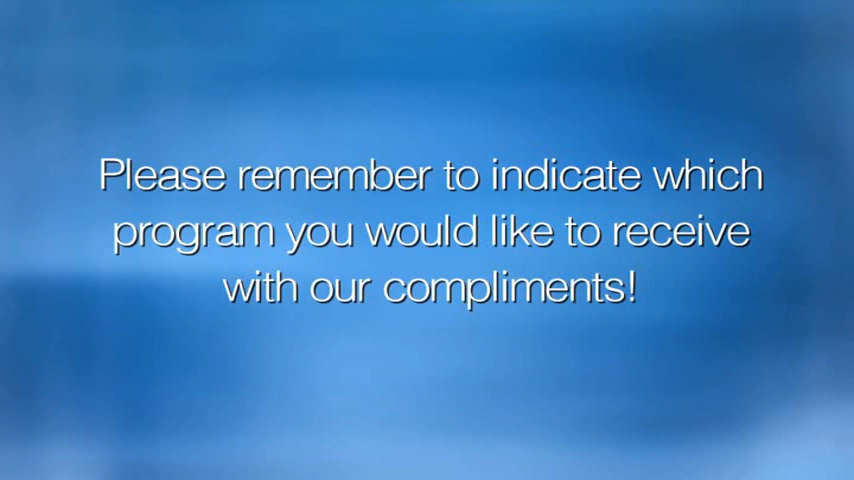 Please remember to indicate which
program you would like to receive
with our compliments!